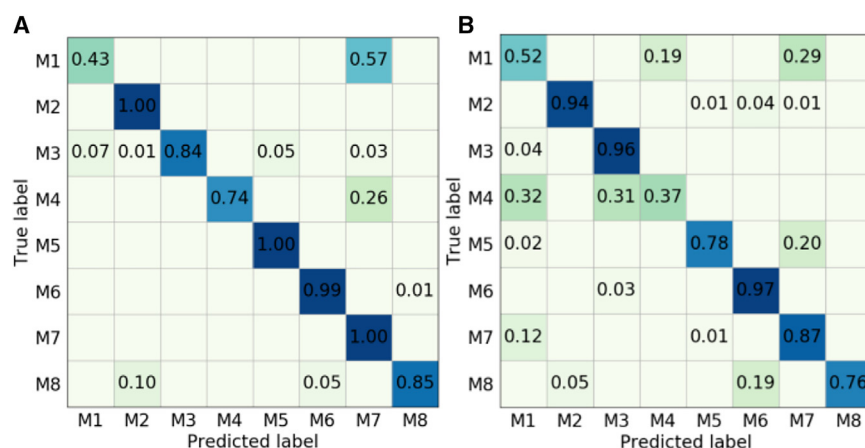 A
M1 0.43 0.57
M2 1.00
M3 0.07 0.01 0.84 0.05 0.03
M4 0.74 0.26
M5 1.00
M6 0.99 0.01
M7 1.00
M8 0.10 0.05 0.85
M1 M2 M3 M4 M5 M6 M7 M8
Predicted label
True label
B
M1 0.52 0.19 0.29
M2 0.94 0.01 0.04 0.01
M3 0.04 0.96
M4 0.32 0.31 0.37
M5 0.02 0.78 0.20
M6 0.03 0.97
M7 0.12 0.01 0.87
M8 0.05 0.19 0.76
M1 M2 M3 M4 M5 M6 M7 M8
Predicted label
True label